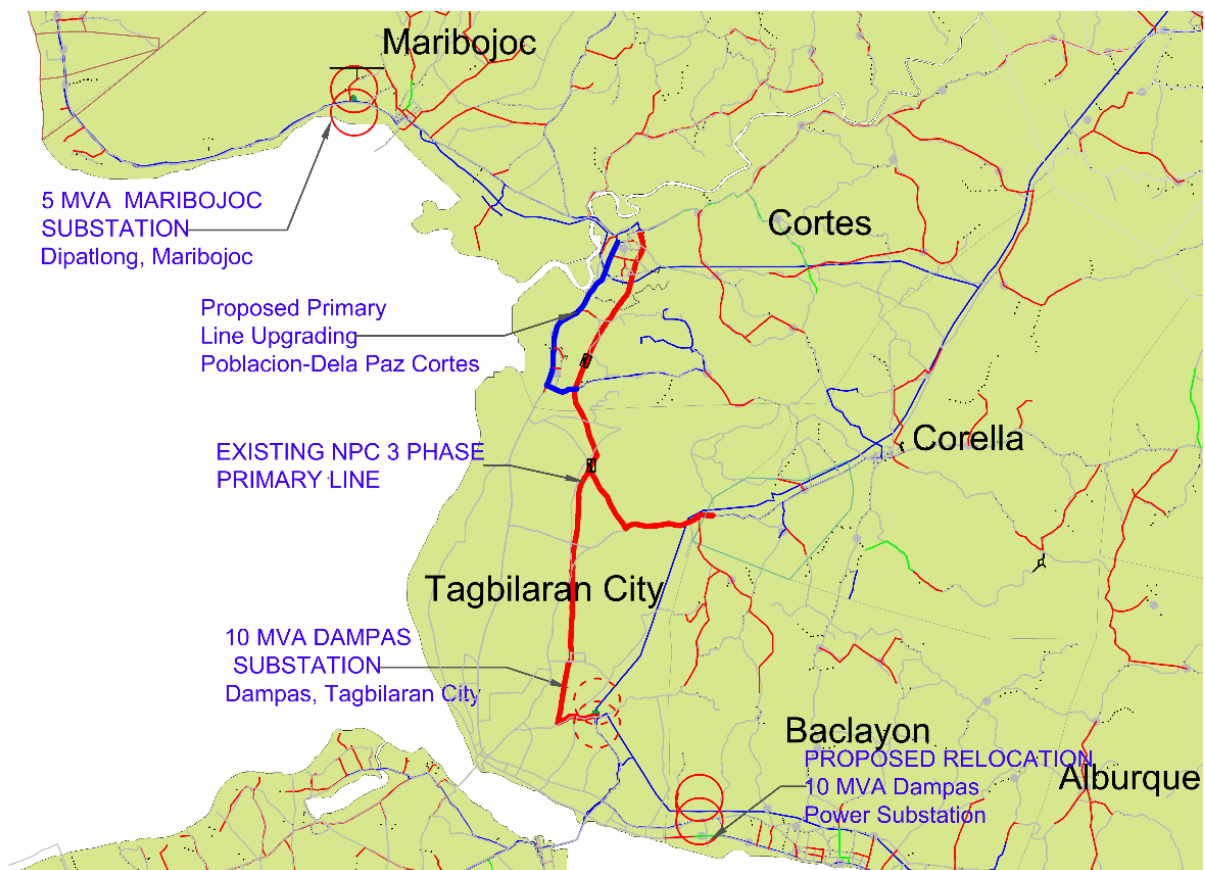 Maribojoc
5 MVA MARIBOJOC
SUBSTATION
Dipatlong, Maribojoc
Cortes
Proposed Primary
Line Upgrading
Poblacion-Dela Paz Cortes
Corella
EXISTING NPC 3 PHASE
PRIMARY LINE
Tagbilaran City
10 MVA DAMPAS
SUBSTATION
Dampas, Tagbilaran City
Baclayon
PROPOSED RELOCATION
10 MVA Dampas
Power Substation
Alburque